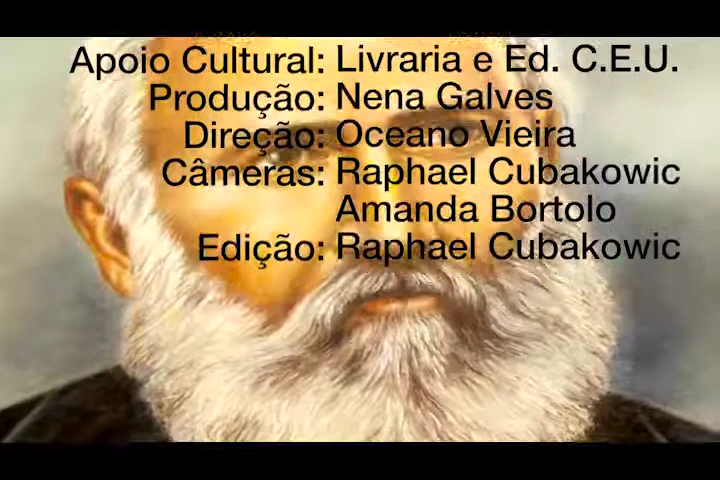 Apoio Cultural: Livraria e Ed. C.E.U.
Produção: Nena Galves
Direção: Oceano Vieira
Câmeras: Raphael Cubakowic
Amanda Bortolo
Edição: Raphael Cubakowic